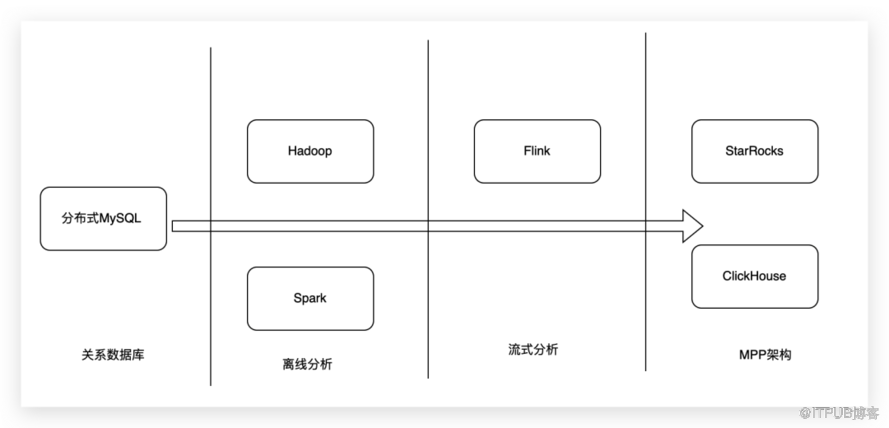 分布式MySQL
关系数据库
Hadoop
Spark
离线分析
Flink
流式分析
StarRocks
ClickHouse
MPP架构
@ITPUB博客